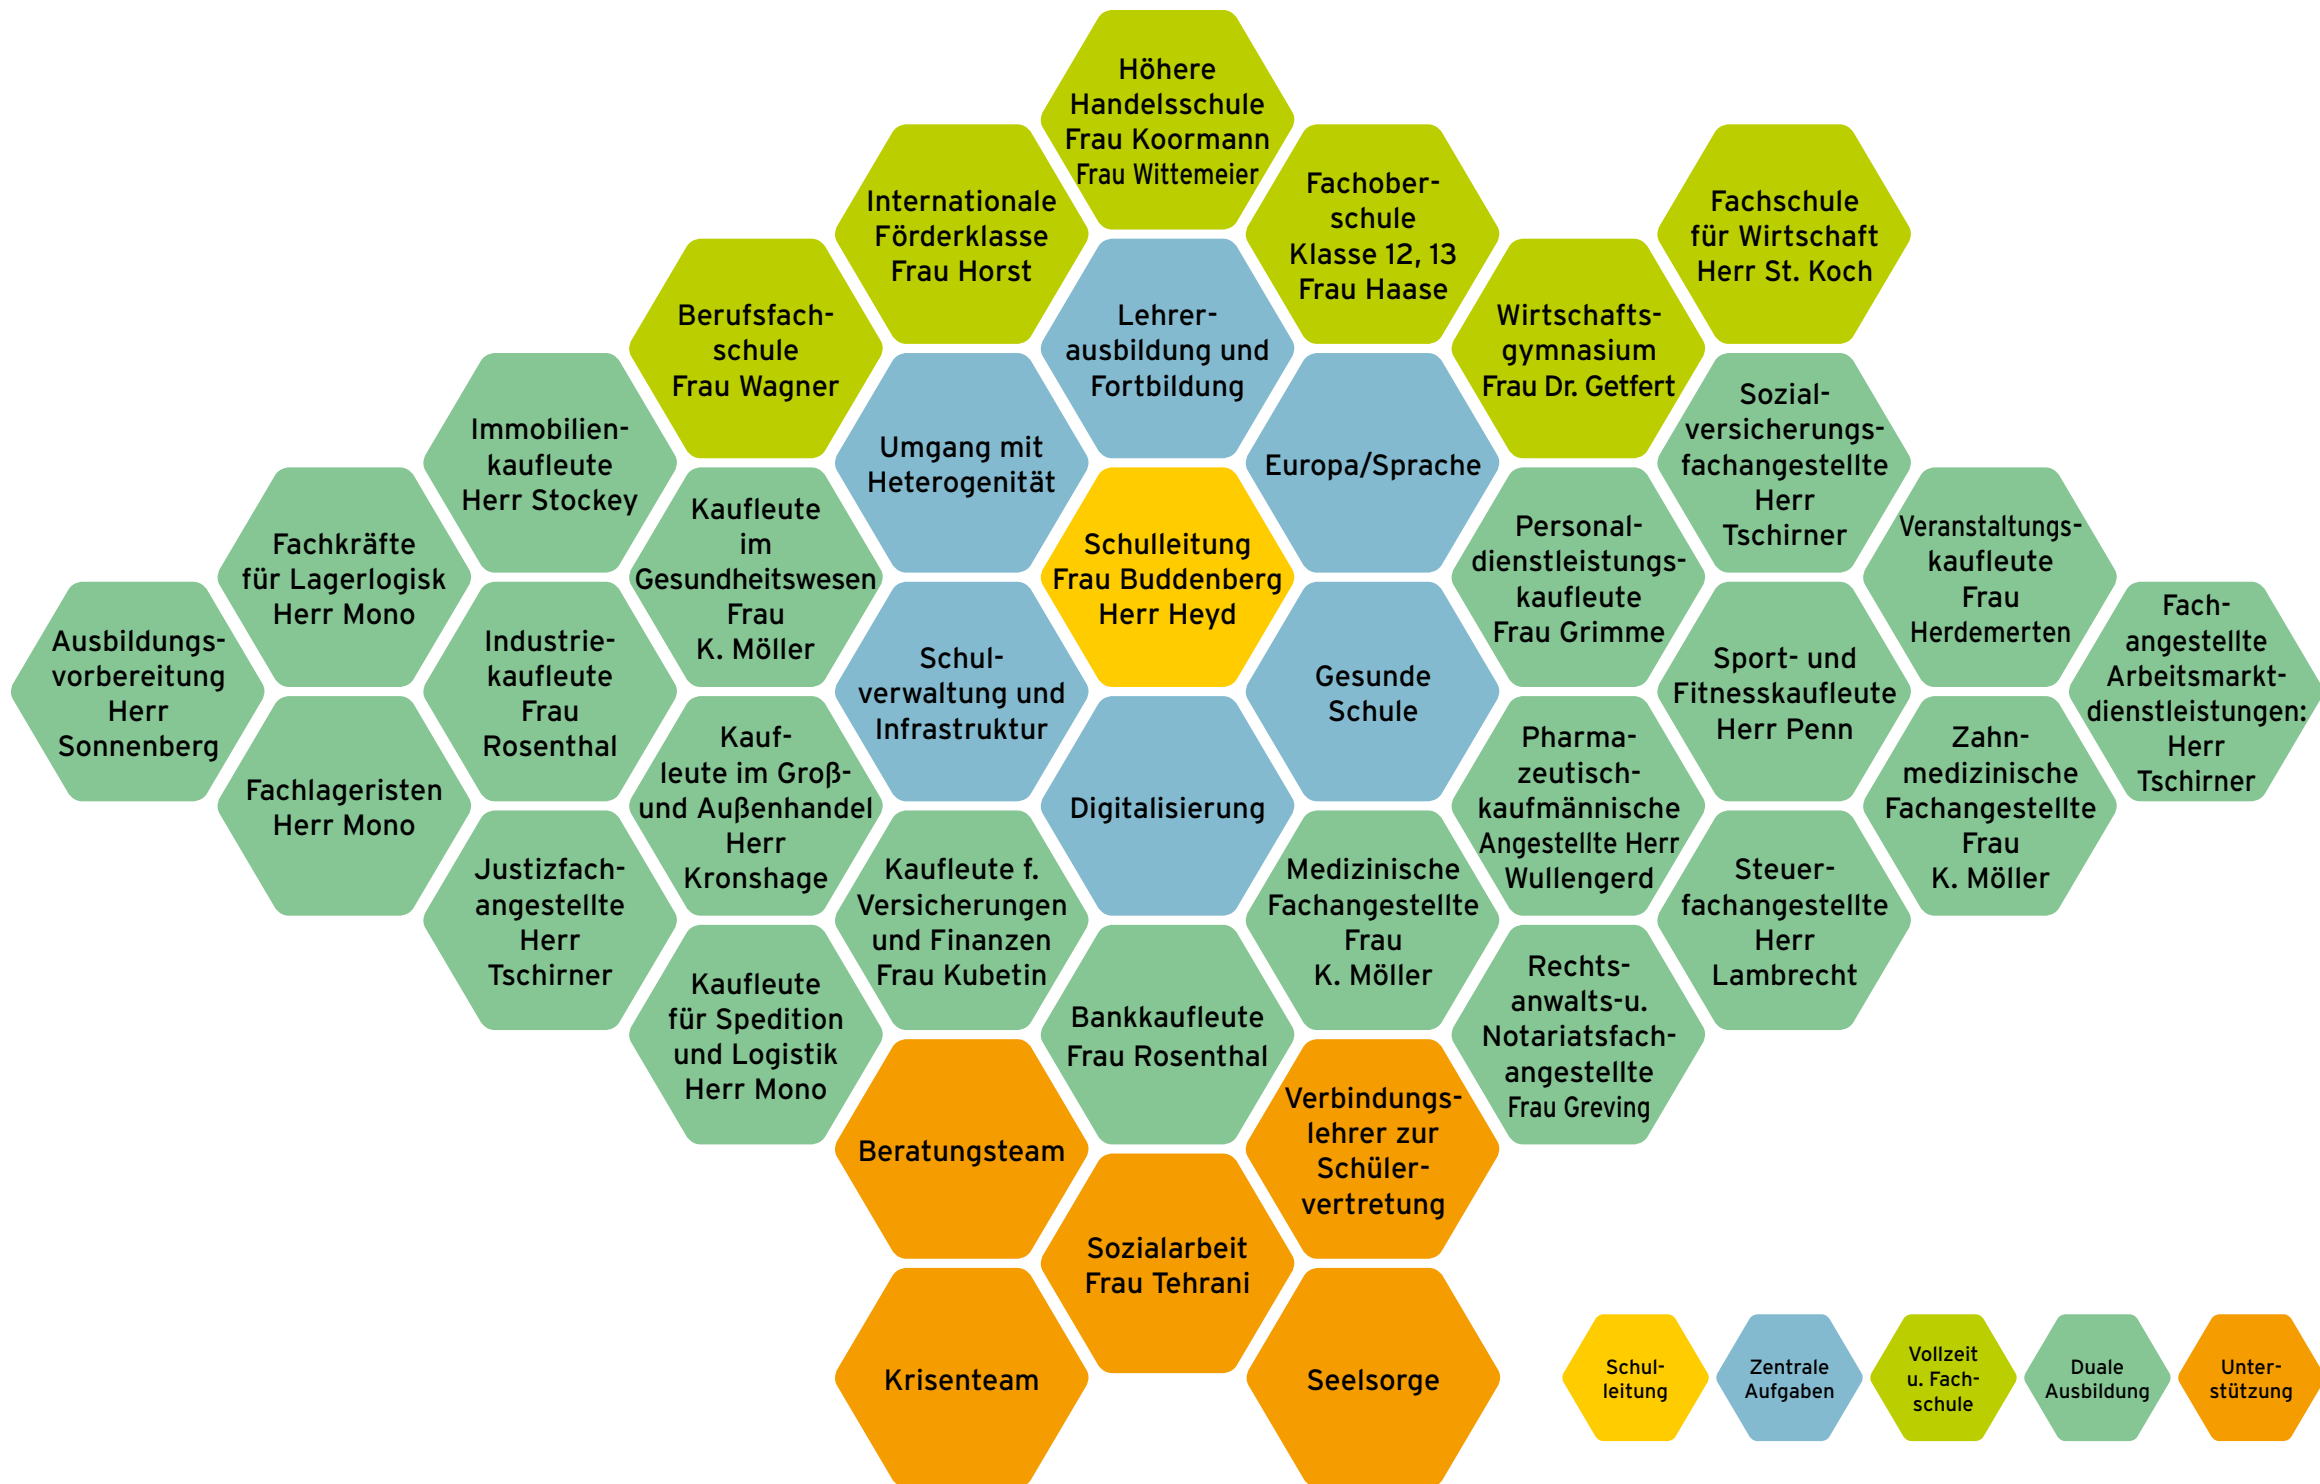 Höhere
Handelsschule
Frau Koormann
Frau Wittemeier
Internationale
Förderklasse
Frau Horst
Fachober-
schule
Klasse 12, 13
Frau Haase
Fachschule
für Wirtschaft
Herr St. Koch
Berufsfach-
schule
Frau Wagner
Lehrer-
ausbildung und
Fortbildung
Wirtschafts-
gymnasium
Frau Dr. Getfert
Immobilien-
kaufleute
Herr Stockey
Umgang mit
Heterogenität
Europa/Sprache
Sozial-
versicherungs-
fachangestellte
Herr
Tschirner
Fachkräfte
für Lagerlogisk
Herr Mono
Kaufleute
im
Gesundheitswesen
Frau
K. Möller
Schulleitung
Frau Buddenberg
Herr Heyd
Personal-
dienstleistungs-
kaufleute
Frau Grimme
Veranstaltungs-
kaufleute
Frau
Herdemerten
Ausbildungs-
vorbereitung
Herr
Sonnenberg
Industrie-
kaufleute
Frau
Rosenthal
Schul-
verwaltung und
Infrastruktur
Gesunde
Schule
Sport- und
Fitnesskaufleute
Herr Penn
Fach-
angestellte
Arbeitsmarkt-
dienstleistungen:
Herr
Tschirner
Fachlageristen
Herr Mono
Kauf-
leute im Groß-
und Außenhandel
Herr
Kronshage
Digitalisierung
Pharma-
zeutisch-
kaufmännische
Angestellte Herr
Wullengerd
Zahn-
medizinische
Fachangestellte
Frau
K. Möller
Justizfach-
angestellte
Herr
Tschirner
Kaufleute f.
Versicherungen
und Finanzen
Frau Kubetin
Medizinische
Fachangestellte
Frau
K. Möller
Steuer-
fachangestellte
Herr
Lambrecht
Kaufleute
für Spedition
und Logistik
Herr Mono
Bankkaufleute
Frau Rosenthal
Rechts-
anwalts-u.
Notariatsfach-
angestellte
Frau Greving
Beratungsteam
Verbindungs-
lehrer zur
Schüler-
vertretung
Sozialarbeit
Frau Tehrani
Krisenteam
Seelsorge
Schul-
leitung
Zentrale
Aufgaben
Vollzeit
u. Fach-
schule
Duale
Ausbildung
Unter-
stützung